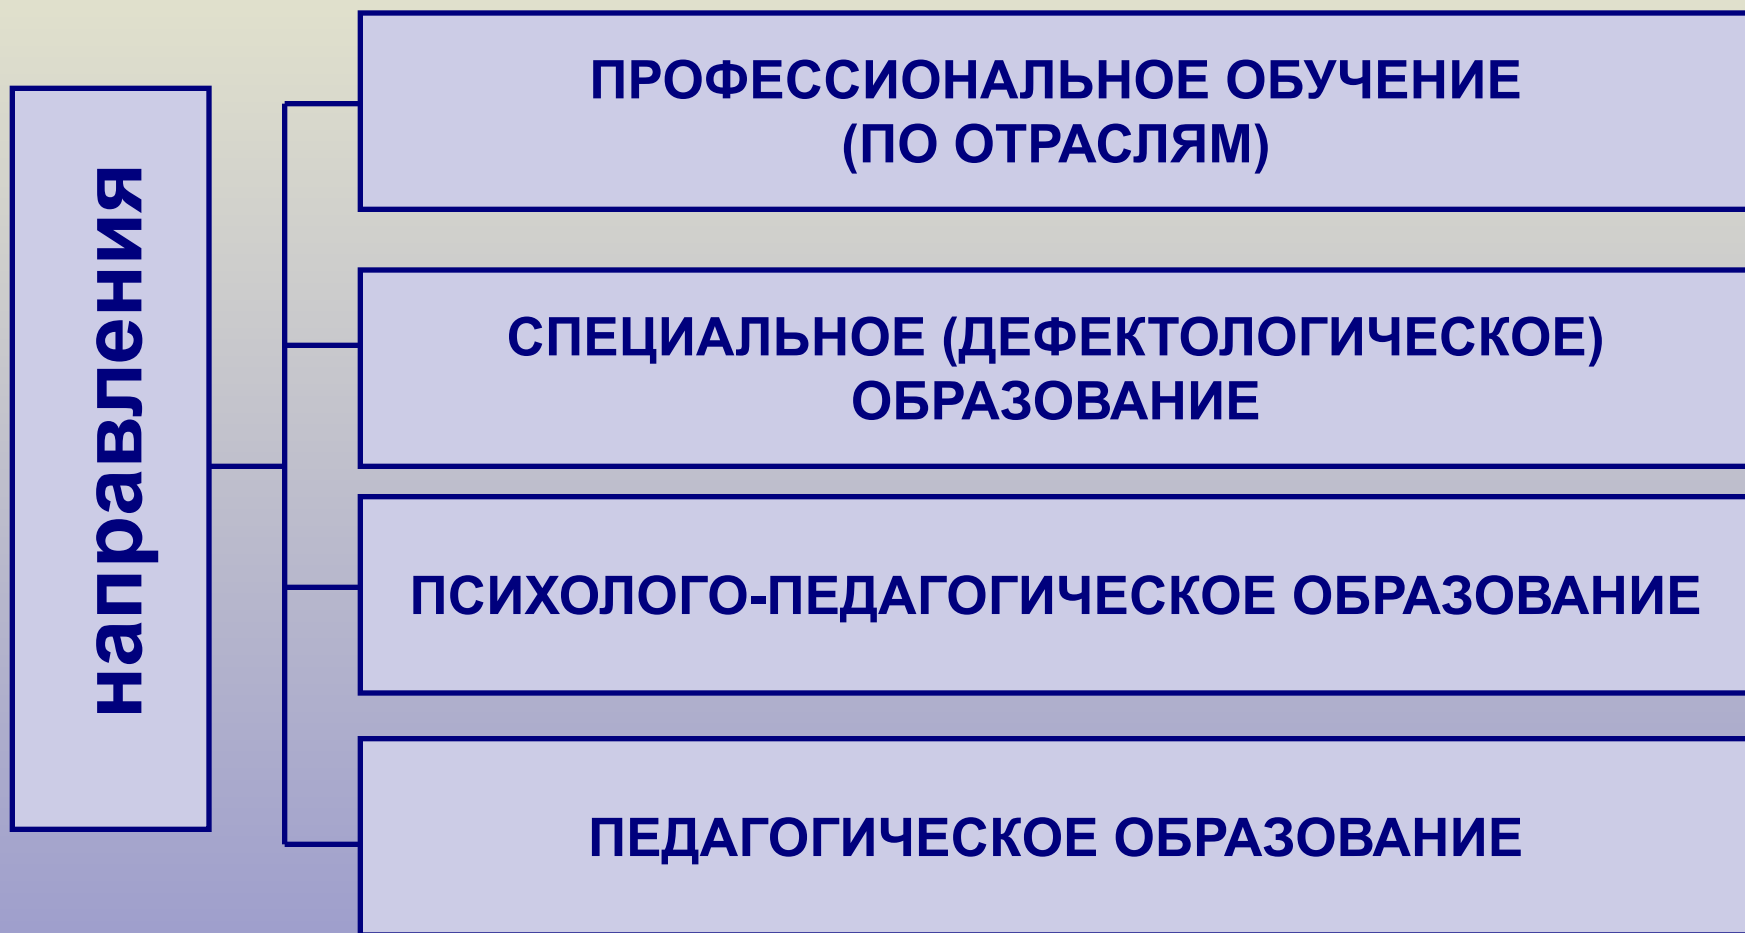 направления
ПРОФЕССИОНАЛЬНОЕ ОБУЧЕНИЕ
(ПО ОТРАСЛЯМ)
СПЕЦИАЛЬНОЕ (ДЕФЕКТОЛОГИЧЕСКОЕ)
ОБРАЗОВАНИЕ
ПСИХОЛОГО-ПЕДАГОГИЧЕСКОЕ ОБРАЗОВАНИЕ
ПЕДАГОГИЧЕСКОЕ ОБРАЗОВАНИЕ